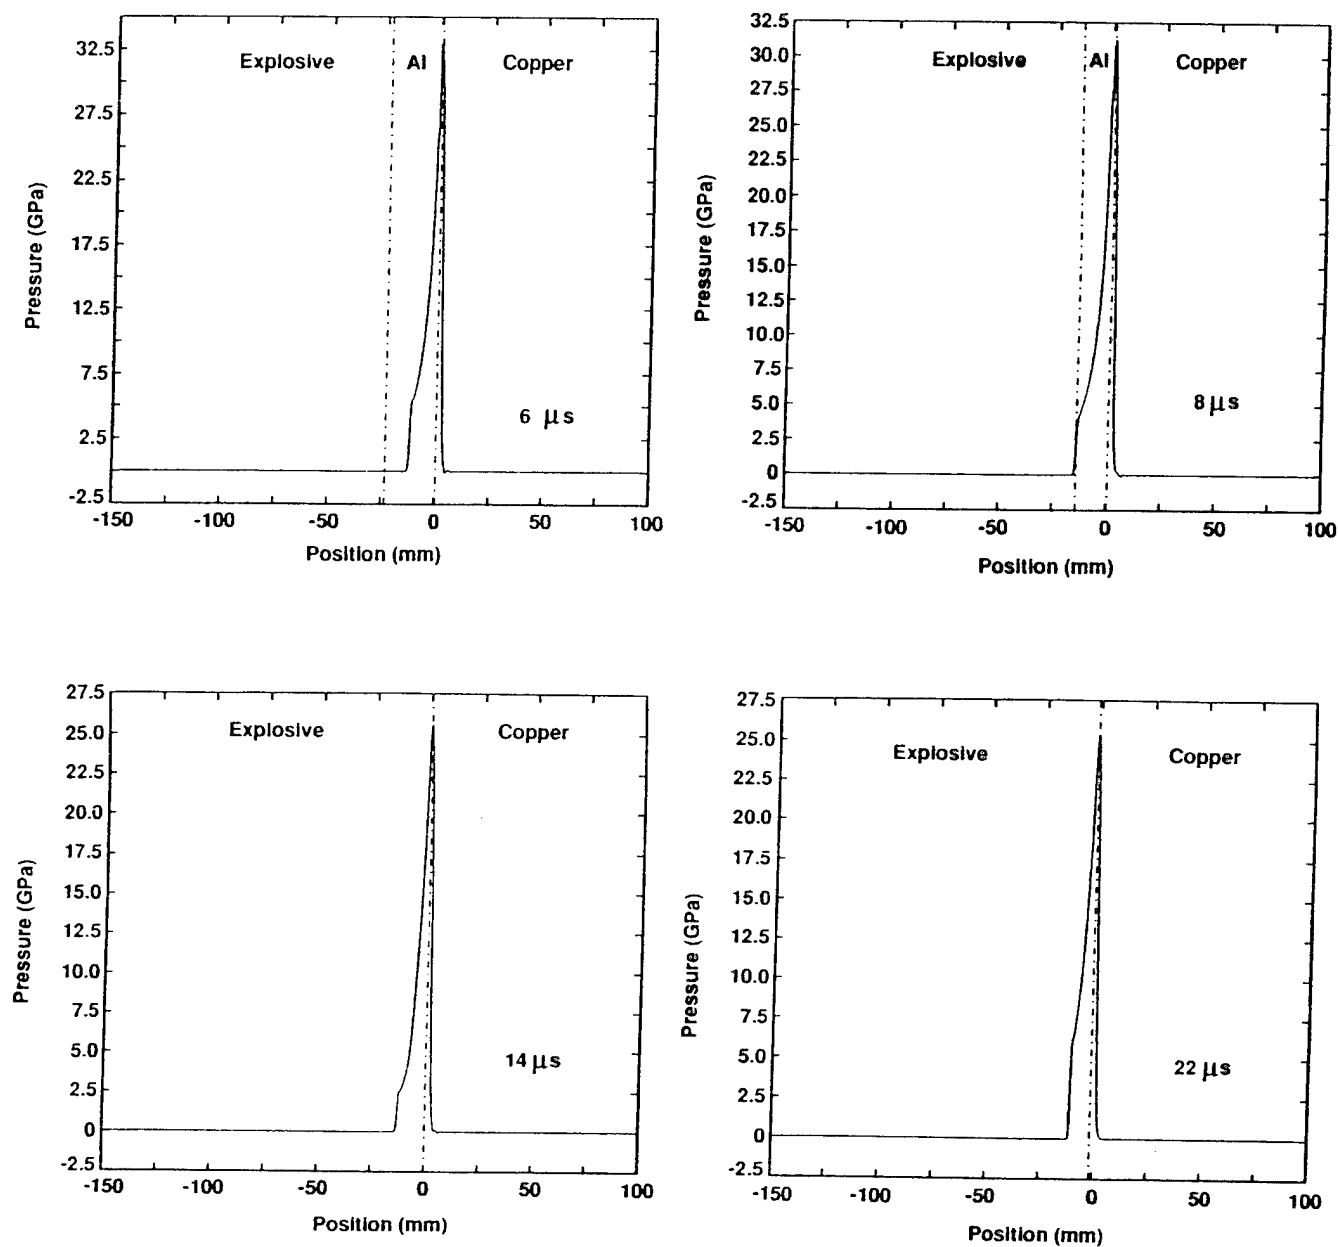 32.5
27.5
22.5
17.5
12.5
7.5
2.5
-2.5
Pressure (GPa)
Explosive Al Copper
6 μs
-150 -100 -50 0 50 100
Position (mm)
32.5
30.0
27.5
25.0
22.5
20.0
17.5
15.0
12.5
10.0
7.5
5.0
2.5
0
-2.5
Pressure (GPa)
Explosive Al Copper
8 μs
-150 -100 -50 0 50 100
Position (mm)
27.5
25.0
22.5
20.0
17.5
15.0
12.5
10.0
7.5
5.0
2.5
0
-2.5
Pressure (GPa)
Explosive Copper
14 μs
-150 -100 -50 0 50 100
Position (mm)
27.5
25.0
22.5
20.0
17.5
15.0
12.5
10.0
7.5
5.0
2.5
0
-2.5
Pressure (GPa)
Explosive Copper
22 μs
-150 -100 -50 0 50 100
Position (mm)